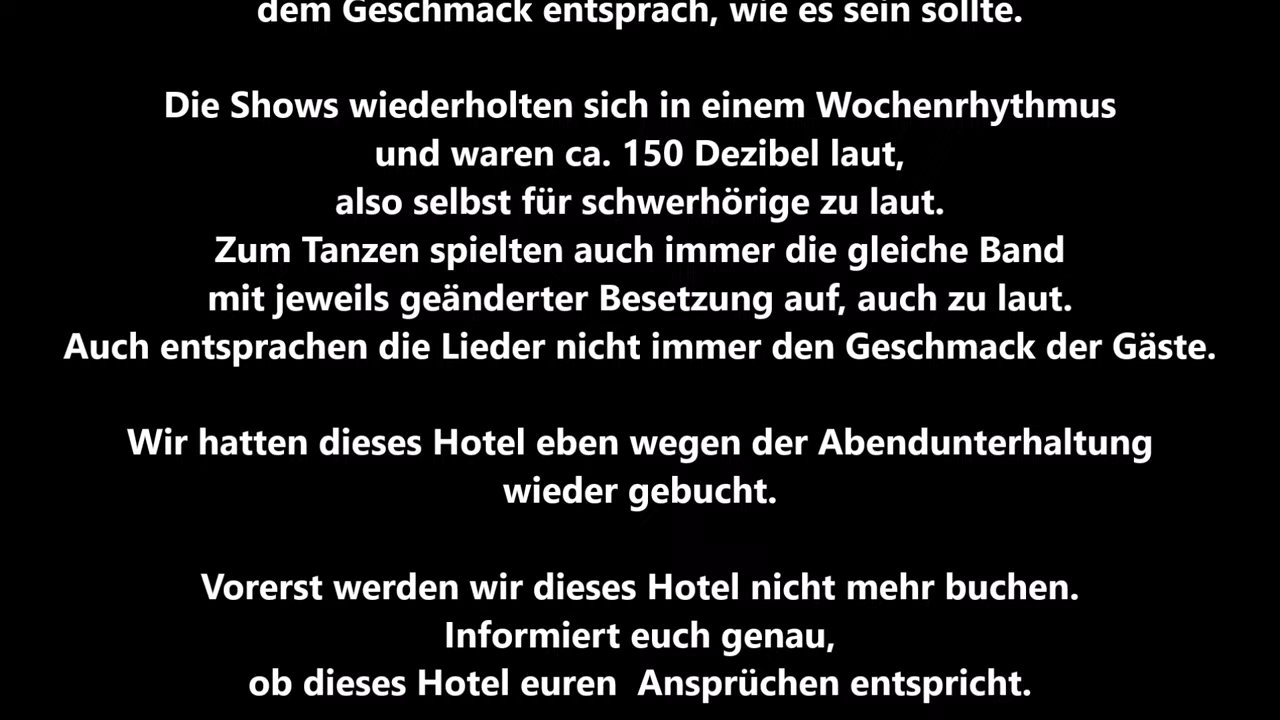 dem Geschmack entsprach, wie es sein sollte.
Die Shows wiederholten sich in einem Wochenrhythmus
und waren ca. 150 Dezibel laut,
also selbst für schwerhörige zu laut.
Zum Tanzen spielten auch immer die gleiche Band
mit jeweils geänderter Besetzung auf, auch zu laut.
Auch entsprachen die Lieder nicht immer den Geschmack der Gäste.
Wir hatten dieses Hotel eben wegen der Abendunterhaltung
wieder gebucht.
Vorerst werden wir dieses Hotel nicht mehr buchen.
Informiert euch genau,
ob dieses Hotel euren  Ansprüchen entspricht.